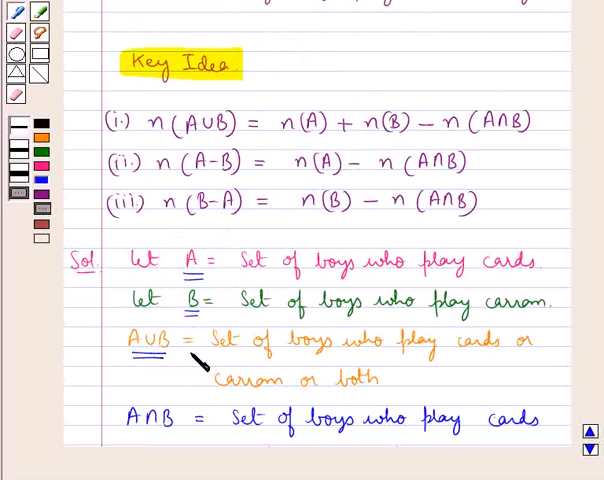 Key Idea.
(i.) n(A∪B) = n(A) + n(B) - n(A∩B)
(ii.) n(A-B) = n(A) - n(A∩B)
(iii.) n(B-A) = n(B) - n(A∩B)
Sol. Let A = Set of boys who play cards.
Let B = Set of boys who play carrom.
A∪B = Set of boys who play cards or
carrom or both
A∩B = Set of boys who play cards